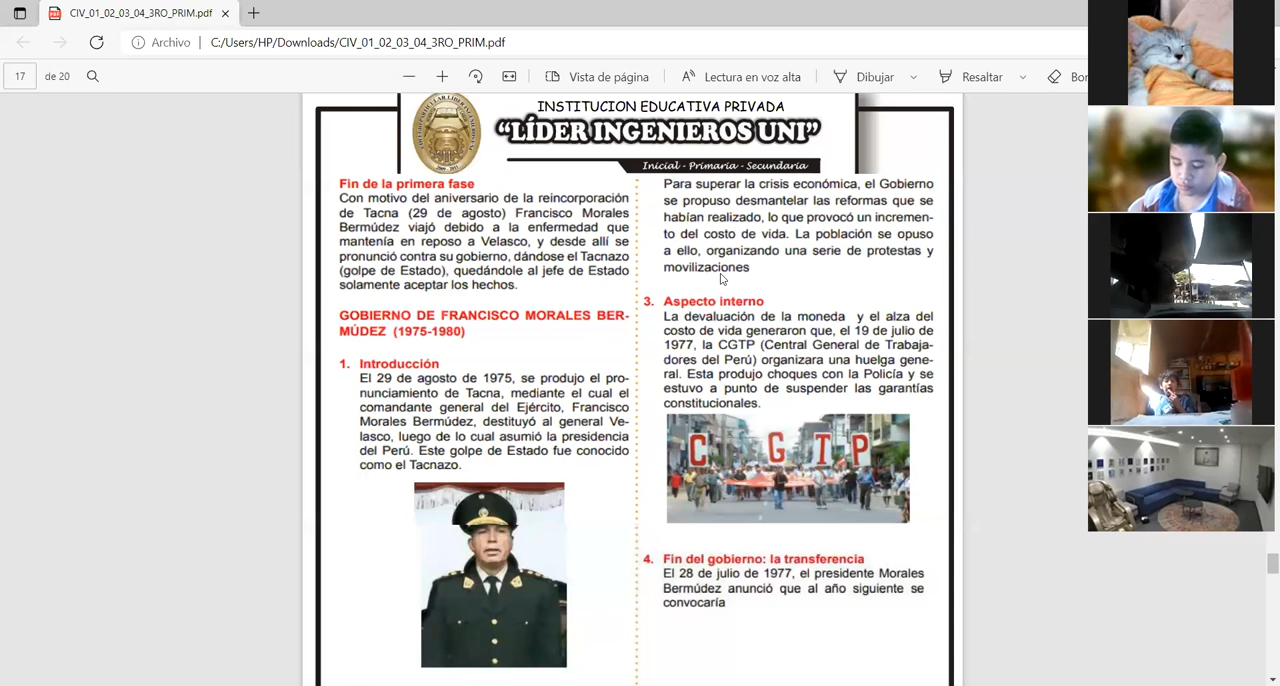 CIV_01_02_03_04_3RO_PRIM.pdf
Archivo | C:/Users/HP/Downloads/CIV_01_02_03_04_3RO_PRIM.pdf
17 de 20 Vista de página Lectura en voz alta Dibujar Resaltar
INSTITUCION EDUCATIVA PRIVADA
“LÍDER INGENIEROS UNI”
Inicial - Primaria - Secundaria
Fin de la primera fase
Con motivo del aniversario de la reincorporación
de Tacna (29 de agosto) Francisco Morales
Bermúdez viajó debido a la enfermedad que
mantenía en reposo a Velasco, y desde allí se
pronunció contra su gobierno, dándose el Tacnazo
(golpe de Estado), quedándole al jefe de Estado
solamente aceptar los hechos.
GOBIERNO DE FRANCISCO MORALES BER-
MÚDEZ (1975-1980)
1. Introducción
El 29 de agosto de 1975, se produjo el pro-
nunciamiento de Tacna, mediante el cual el
comandante general del Ejército, Francisco
Morales Bermúdez, destituyó al general Ve-
lasco, luego de lo cual asumió la presidencia
del Perú. Este golpe de Estado fue conocido
como el Tacnazo.
Para superar la crisis económica, el Gobierno
se propuso desmantelar las reformas que se
habían realizado, lo que provocó un incremen-
to del costo de vida. La población se opuso
a ello, organizando una serie de protestas y
movilizaciones
3. Aspecto interno
La devaluación de la moneda y el alza del
costo de vida generaron que, el 19 de julio de
1977, la CGTP (Central General de Trabaja-
dores del Perú) organizara una huelga gene-
ral. Esta produjo choques con la Policía y se
estuvo a punto de suspender las garantías
constitucionales.
C G T P
4. Fin del gobierno: la transferencia
El 28 de julio de 1977, el presidente Morales
Bermúdez anunció que al año siguiente se
convocaría